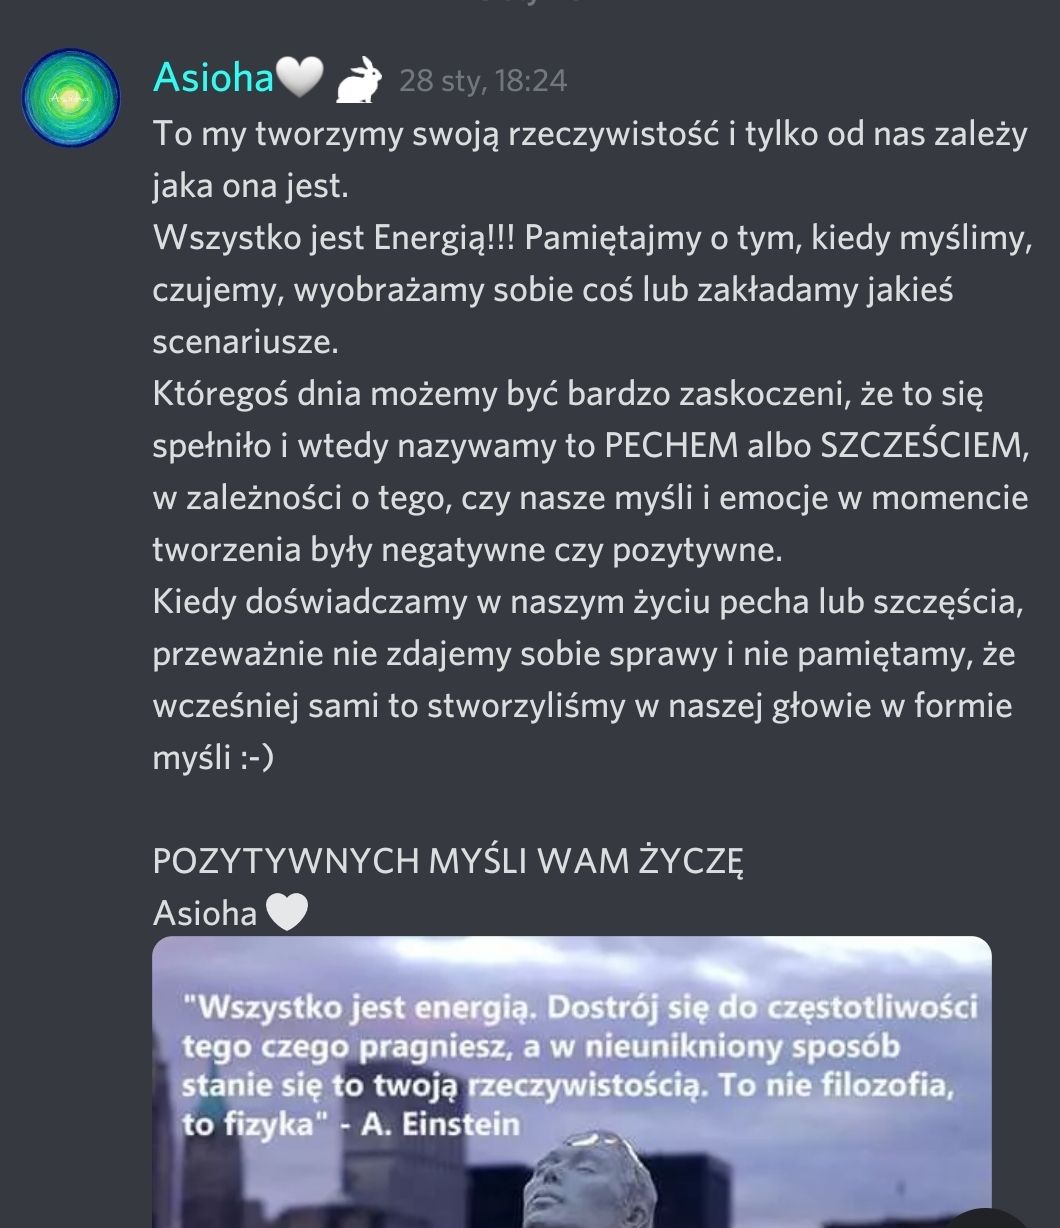 Asioha🤍 🐇 28 sty, 18:24
To my tworzymy swoją rzeczywistość i tylko od nas zależy
jaka ona jest.
Wszystko jest Energią!!! Pamiętajmy o tym, kiedy myślimy,
czujemy, wyobrażamy sobie coś lub zakładamy jakieś
scenariusze.
Któregoś dnia możemy być bardzo zaskoczeni, że to się
spełniło i wtedy nazywamy to PECHEM albo SZCZEŚCIEM,
w zależności o tego, czy nasze myśli i emocje w momencie
tworzenia były negatywne czy pozytywne.
Kiedy doświadczamy w naszym życiu pecha lub szczęścia,
przeważnie nie zdajemy sobie sprawy i nie pamiętamy, że
wcześniej sami to stworzyliśmy w naszej głowie w formie
myśli :-)
POZYTYWNYCH MYŚLI WAM ŻYCZĘ
Asioha 🤍
"Wszystko jest energią. Dostrój się do częstotliwości
tego czego pragniesz, a w nieunikniony sposób
stanie się to twoją rzeczywistością. To nie filozofia,
to fizyka" - A. Einstein